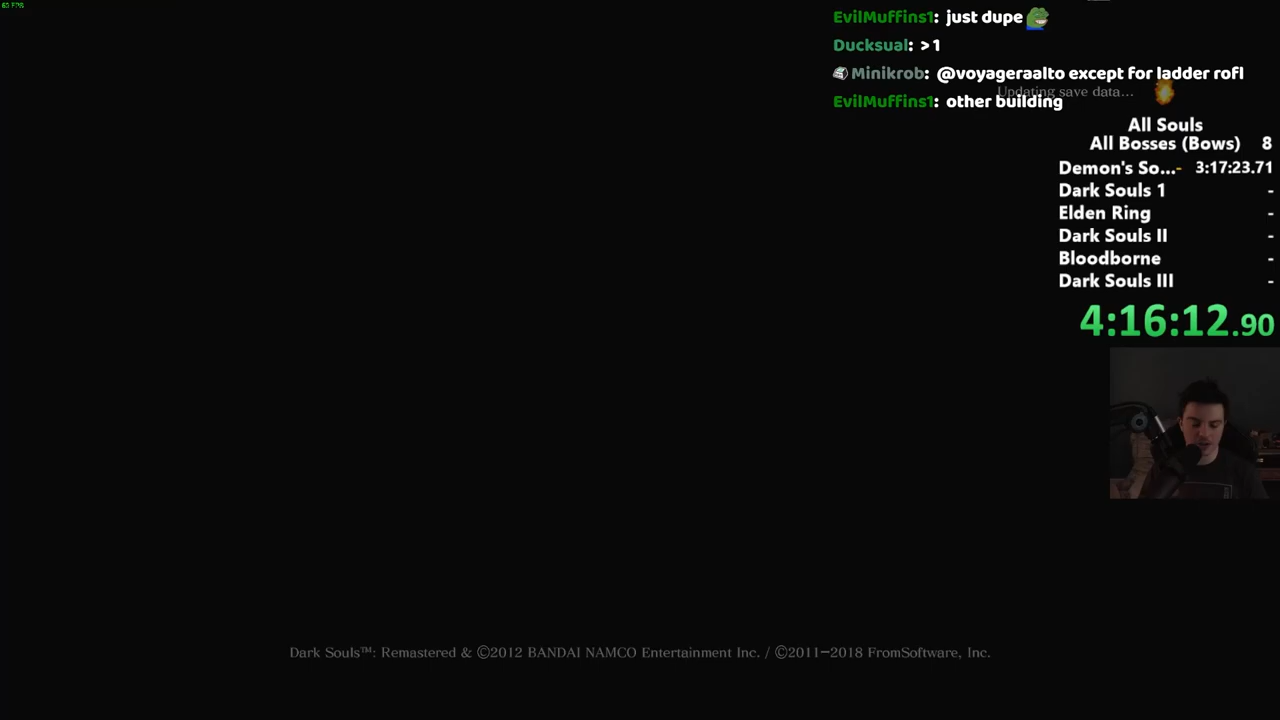 60 FPS
EvilMuffins1: just dupe
Ducksual: >1
Minikrob: @voyageraalto except for ladder rofl
Updating save data...
EvilMuffins1: other building
All Souls
All Bosses (Bows) 8
Demon's So...- 3:17:23.71
Dark Souls 1 -
Elden Ring -
Dark Souls II -
Bloodborne -
Dark Souls III -
4:16:12.90
Dark Souls™: Remastered & ©2012 BANDAI NAMCO Entertainment Inc. / ©2011–2018 FromSoftware, Inc.